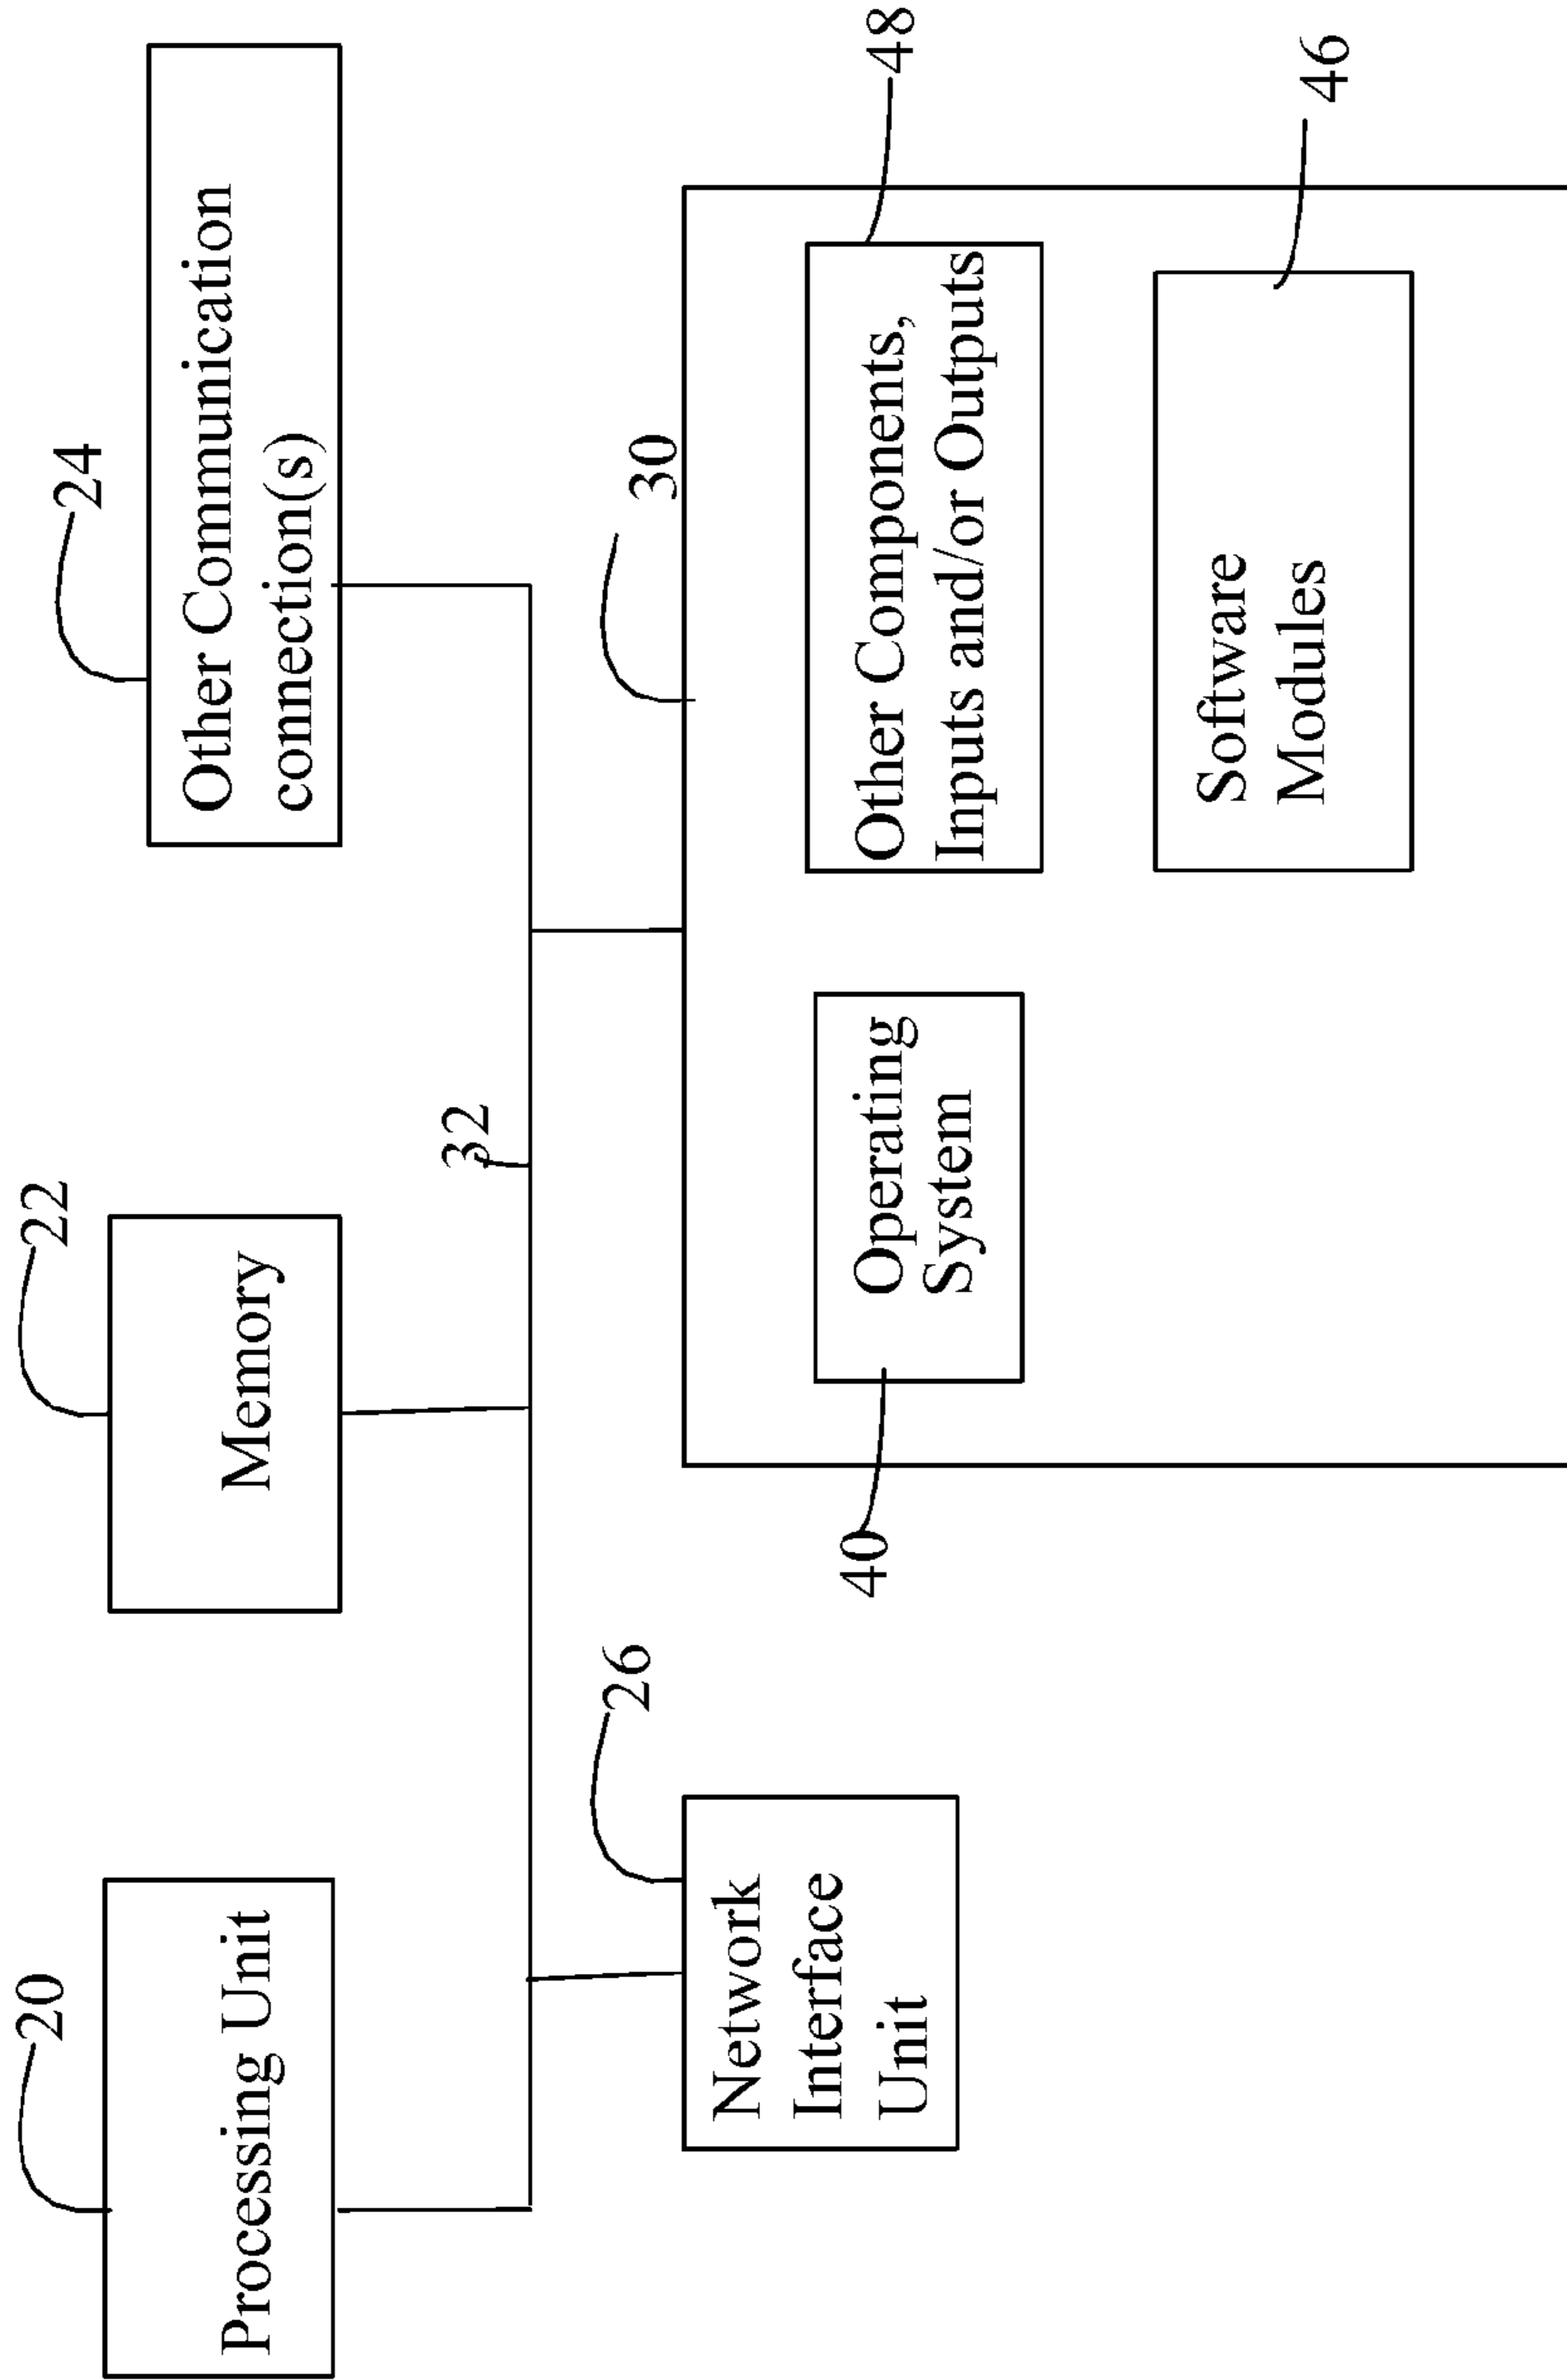 20
Processing Unit
22
Memory
24
Other Communication
connection(s)
32
26
Network
Interface
Unit
30
40
Operating
System
48
Other Components,
Inputs and/or Outputs
46
Software
Modules